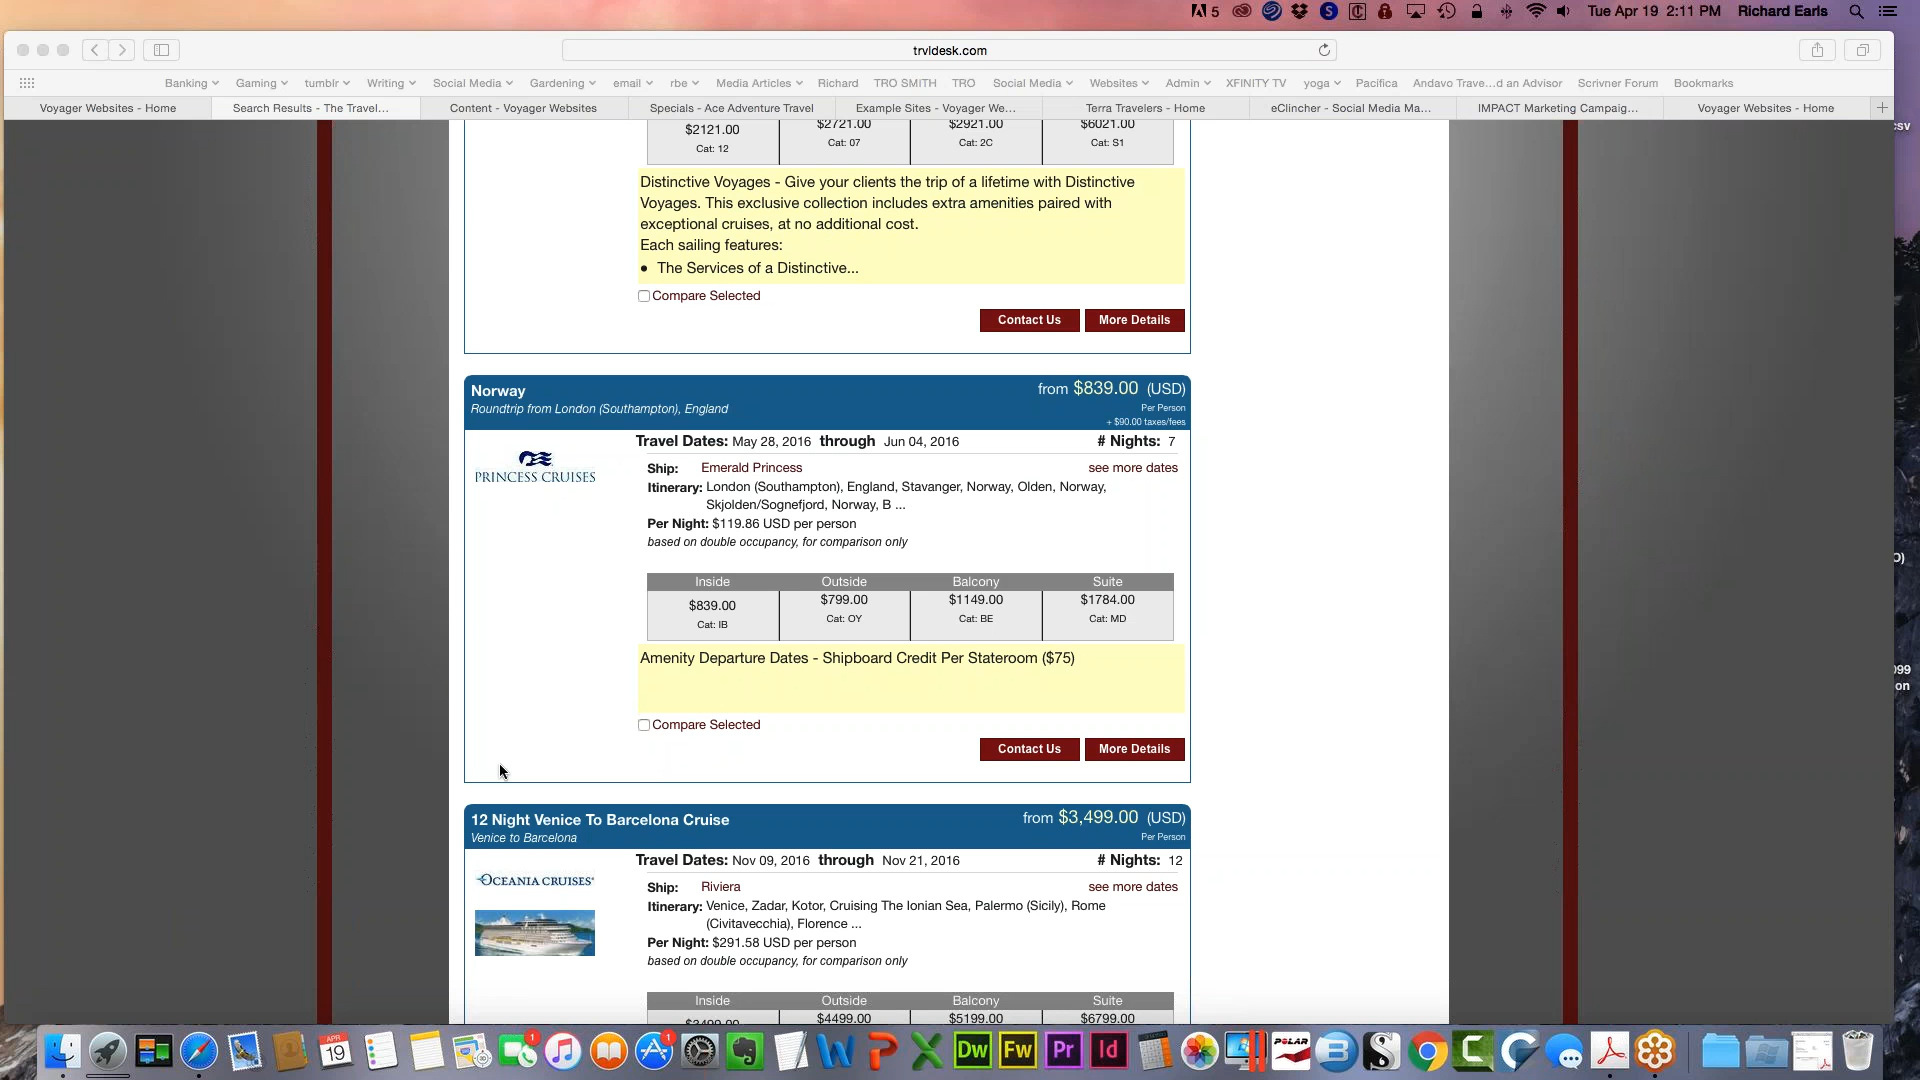 5
Tue Apr 19 2:11 PM Richard Earls
trvldesk.com
Banking Gaming tumblr Writing Social Media Gardening email rbe Media Articles Richard TRO SMITH TRO Social Media Websites Admin XFINITY TV yoga Pacifica Andavo Trave...d an Advisor Scrivner Forum Bookmarks
Voyager Websites - Home Search Results - The Travel... Content - Voyager Websites Specials - Ace Adventure Travel Example Sites - Voyager We... Terra Travelers - Home eClincher - Social Media Ma... IMPACT Marketing Campaig... Voyager Websites - Home
csv
$2121.00 $2721.00 $2921.00 $6021.00
Cat: 12 Cat: 07 Cat: 2C Cat: S1
Distinctive Voyages - Give your clients the trip of a lifetime with Distinctive
Voyages. This exclusive collection includes extra amenities paired with
exceptional cruises, at no additional cost.
Each sailing features:
• The Services of a Distinctive...
Compare Selected
Contact Us More Details
Norway from $839.00 (USD)
Roundtrip from London (Southampton), England Per Person
+ $90.00 taxes/fees
Travel Dates: May 28, 2016 through Jun 04, 2016 # Nights: 7
PRINCESS CRUISES
Ship: Emerald Princess see more dates
Itinerary: London (Southampton), England, Stavanger, Norway, Olden, Norway,
Skjolden/Sognefjord, Norway, B ...
Per Night: $119.86 USD per person
based on double occupancy, for comparison only
Inside Outside Balcony Suite
$839.00 $799.00 $1149.00 $1784.00
Cat: IB Cat: OY Cat: BE Cat: MD
Amenity Departure Dates - Shipboard Credit Per Stateroom ($75)
Compare Selected
Contact Us More Details
12 Night Venice To Barcelona Cruise from $3,499.00 (USD)
Venice to Barcelona Per Person
Travel Dates: Nov 09, 2016 through Nov 21, 2016 # Nights: 12
OCEANIA CRUISES
Ship: Riviera see more dates
Itinerary: Venice, Zadar, Kotor, Cruising The Ionian Sea, Palermo (Sicily), Rome
(Civitavecchia), Florence ...
Per Night: $291.58 USD per person
based on double occupancy, for comparison only
Inside Outside Balcony Suite
$3499.00 $4499.00 $5199.00 $6799.00
APR
19
1
1
Dw Fw Pr Id
POLAR